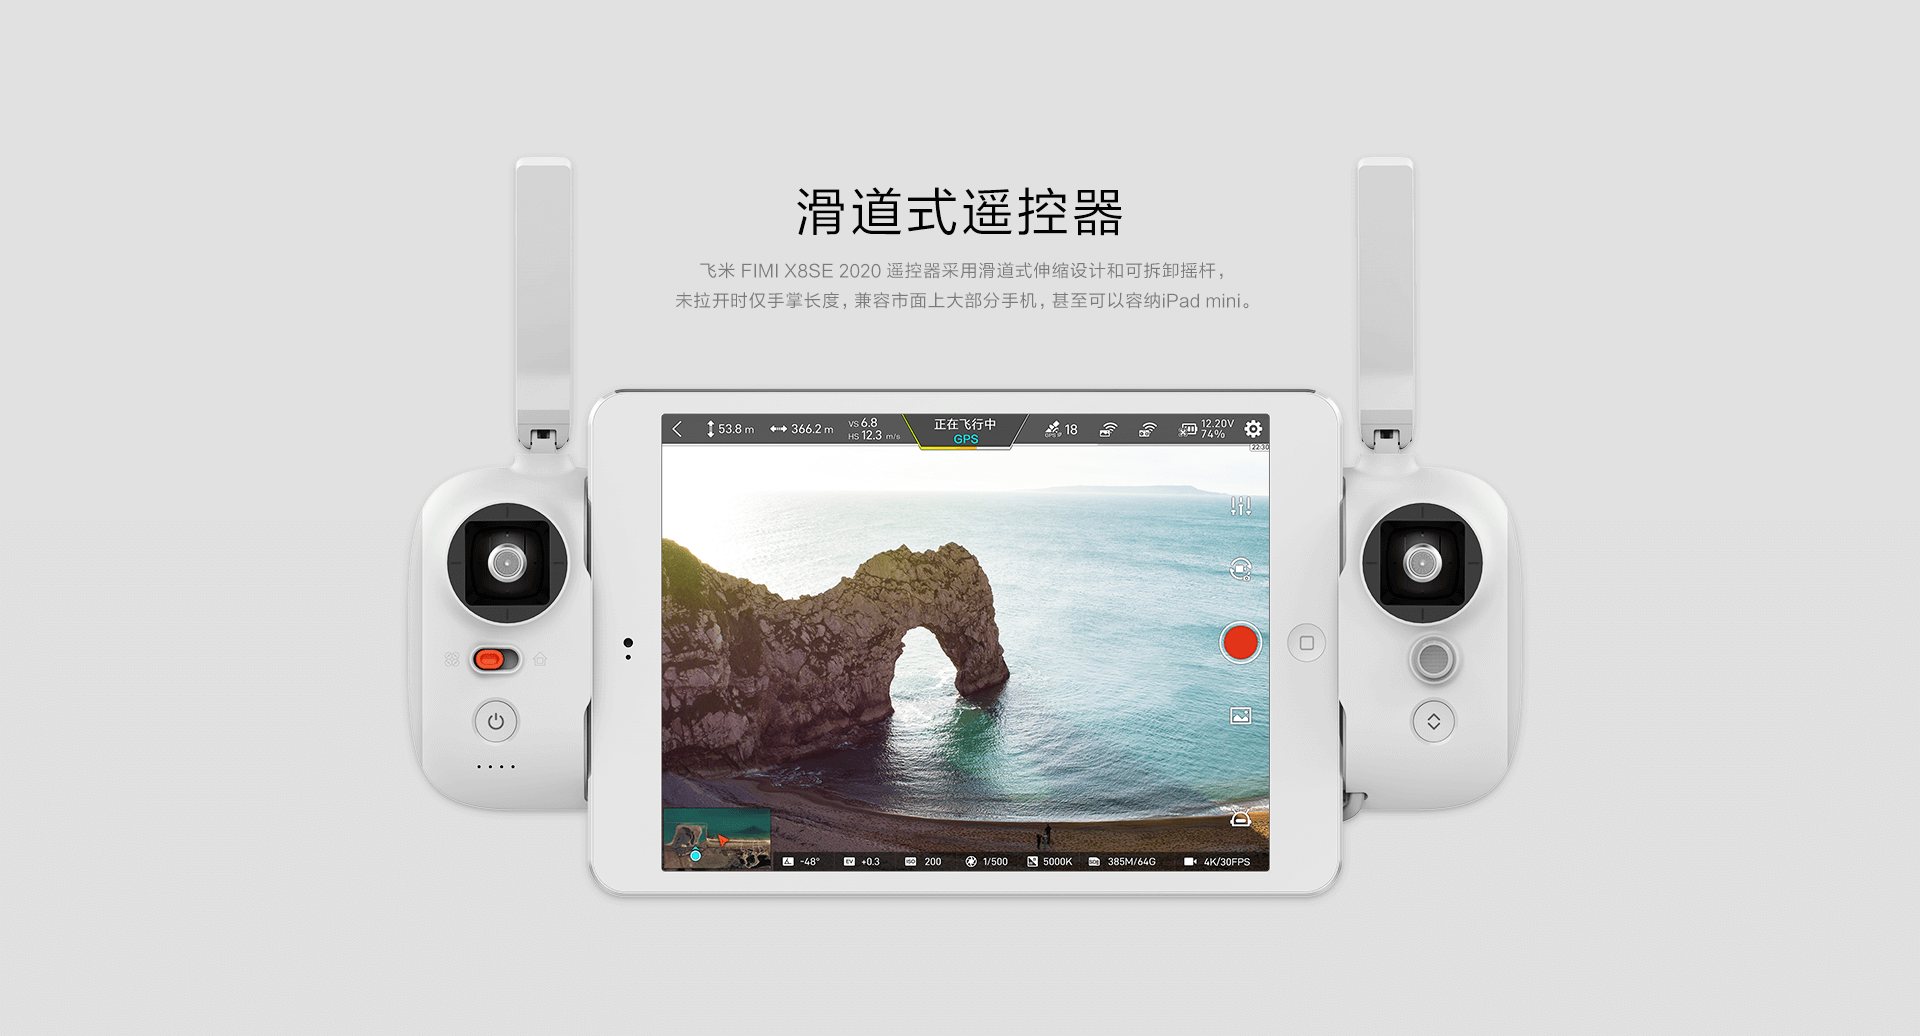 滑道式遥控器
飞米 FIMI X8SE 2020 遥控器采用滑道式伸缩设计和可拆卸摇杆，
未拉开时仅手掌长度，兼容市面上大部分手机，甚至可以容纳iPad mini。
53.8 m 366.2 m VS 6.8 正在飞行中 18 12.20V
HS 12.3 m/s GPS 74%
22:30
-48° EV +0.3 ISO 200 1/500 5000K 385M/64G 4K/30FPS